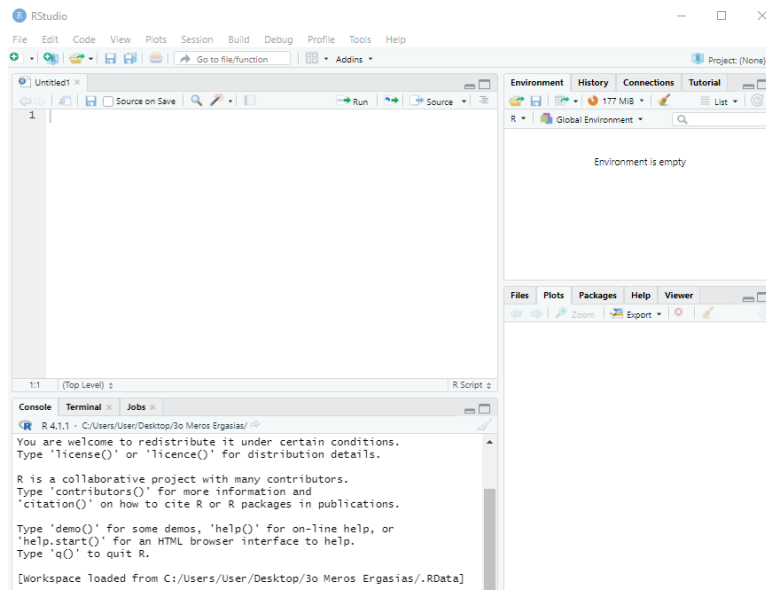 RStudio
File Edit Code View Plots Session Build Debug Profile Tools Help
Go to file/function Addins Project: (None)
Untitled1
Source on Save Run Source
1
1:1 (Top Level) R Script
Console Terminal Jobs
R 4.1.1 · C:/Users/User/Desktop/3o Meros Ergasias/
You are welcome to redistribute it under certain conditions.
Type 'license()' or 'licence()' for distribution details.
R is a collaborative project with many contributors.
Type 'contributors()' for more information and
'citation()' on how to cite R or R packages in publications.
Type 'demo()' for some demos, 'help()' for on-line help, or
'help.start()' for an HTML browser interface to help.
Type 'q()' to quit R.
[Workspace loaded from C:/Users/User/Desktop/3o Meros Ergasias/.RData]
Environment History Connections Tutorial
177 MiB List
R Global Environment
Environment is empty
Files Plots Packages Help Viewer
Zoom Export